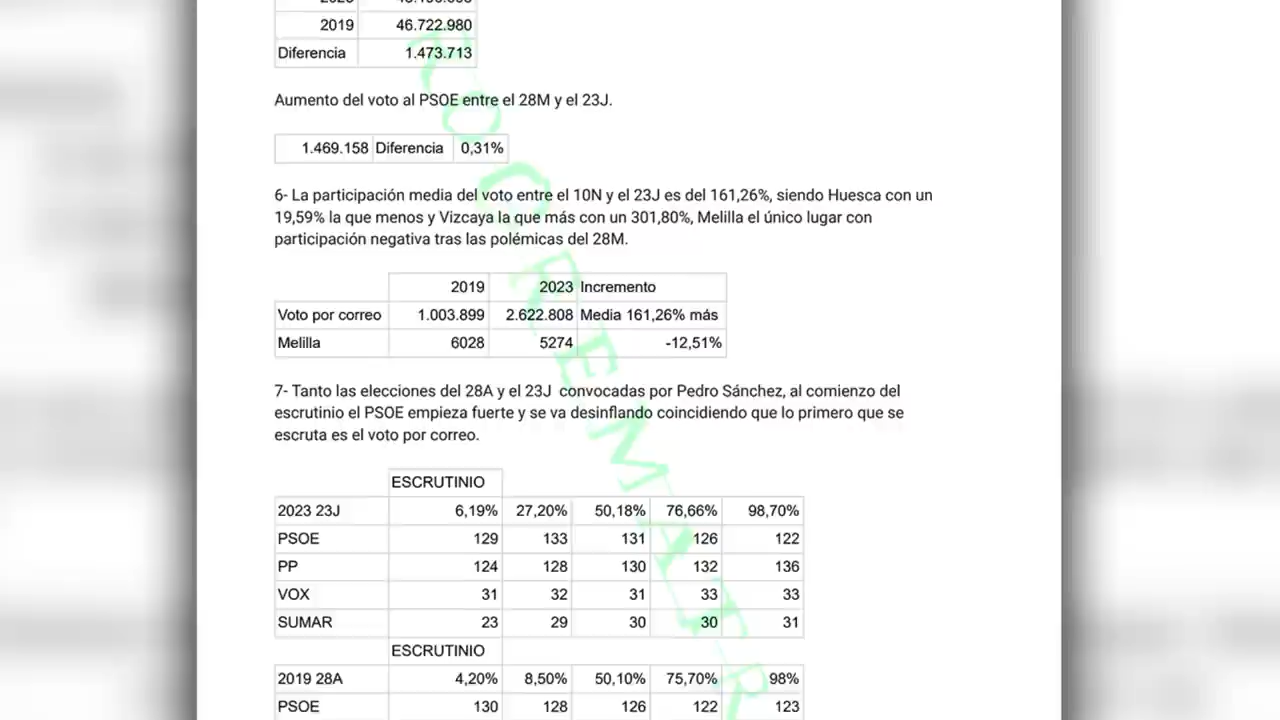 2019 46.722.980
Diferencia 1.473.713
Aumento del voto al PSOE entre el 28M y el 23J.
1.469.158 Diferencia 0,31%
6- La participación media del voto entre el 10N y el 23J es del 161,26%, siendo Huesca con un
19,59% la que menos y Vizcaya la que más con un 301,80%, Melilla el único lugar con
participación negativa tras las polémicas del 28M.
2019 2023 Incremento
Voto por correo 1.003.899 2.622.808 Media 161,26% más
Melilla 6028 5274 -12,51%
7- Tanto las elecciones del 28A y el 23J convocadas por Pedro Sánchez, al comienzo del
escrutinio el PSOE empieza fuerte y se va desinflando coincidiendo que lo primero que se
escruta es el voto por correo.
ESCRUTINIO
2023 23J 6,19% 27,20% 50,18% 76,66% 98,70%
PSOE 129 133 131 126 122
PP 124 128 130 132 136
VOX 31 32 31 33 33
SUMAR 23 29 30 30 31
ESCRUTINIO
2019 28A 4,20% 8,50% 50,10% 75,70% 98%
PSOE 130 128 126 122 123